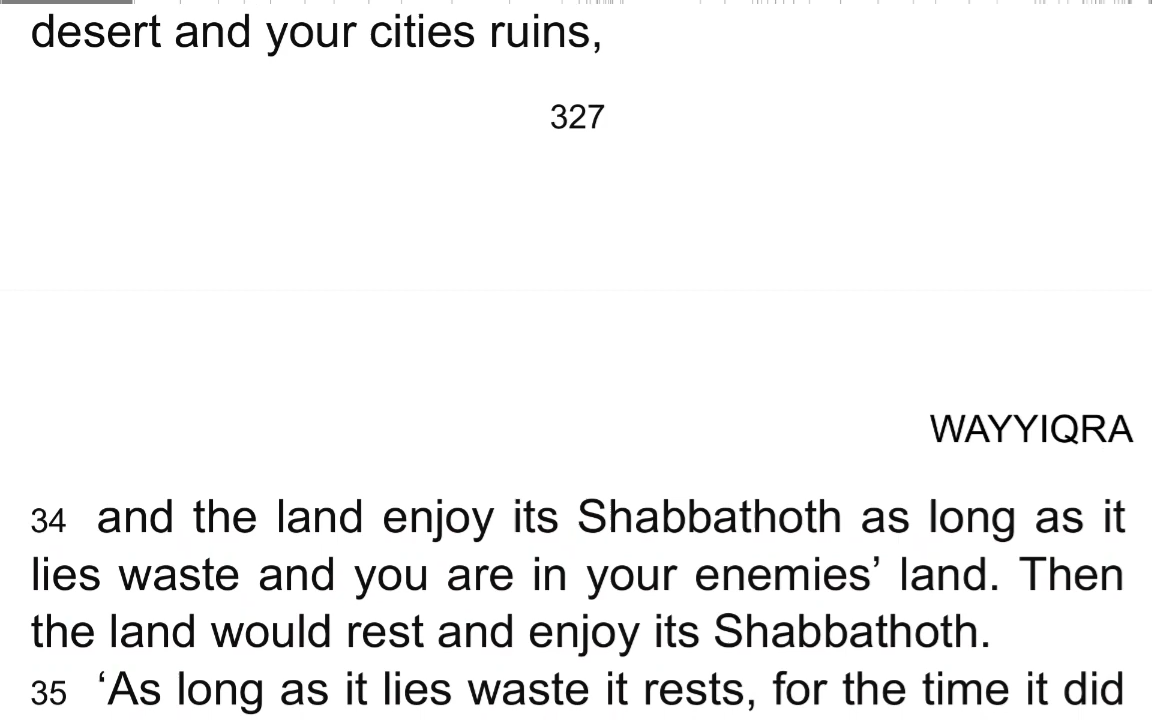 desert and your cities ruins,
327
WAYYIQRA
34 and the land enjoy its Shabbathoth as long as it
lies waste and you are in your enemies’ land. Then
the land would rest and enjoy its Shabbathoth.
35 ‘As long as it lies waste it rests, for the time it did